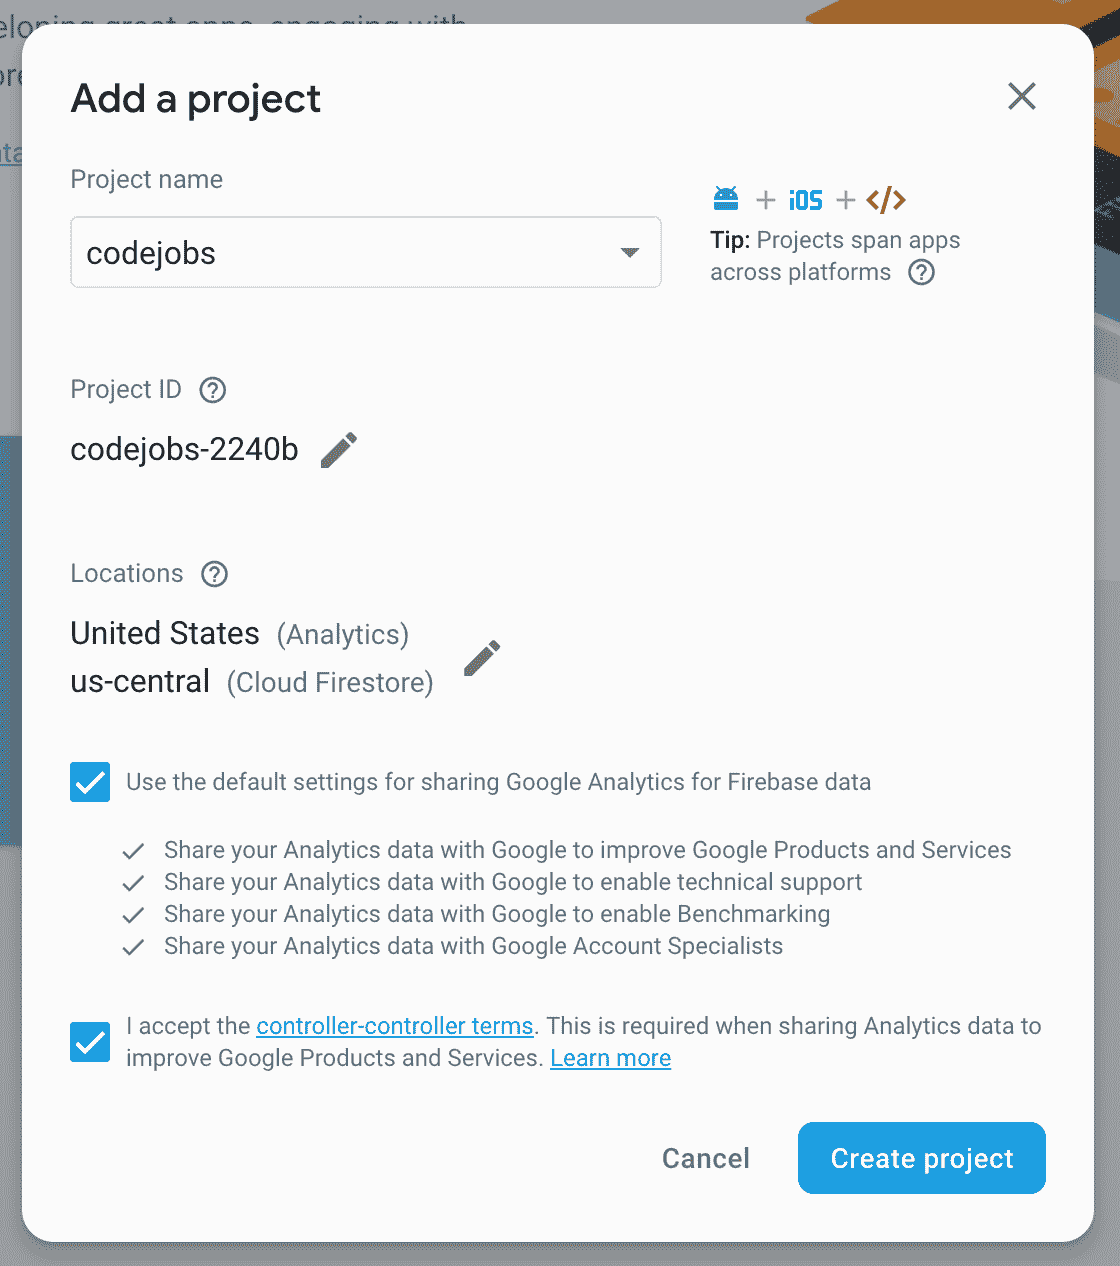 Add a project
Project name
codejobs
+ iOS + </>
Tip: Projects span apps
across platforms
Project ID
codejobs-2240b
Locations
United States (Analytics)
us-central (Cloud Firestore)
Use the default settings for sharing Google Analytics for Firebase data
Share your Analytics data with Google to improve Google Products and Services
Share your Analytics data with Google to enable technical support
Share your Analytics data with Google to enable Benchmarking
Share your Analytics data with Google Account Specialists
I accept the controller-controller terms. This is required when sharing Analytics data to
improve Google Products and Services. Learn more
Cancel
Create project